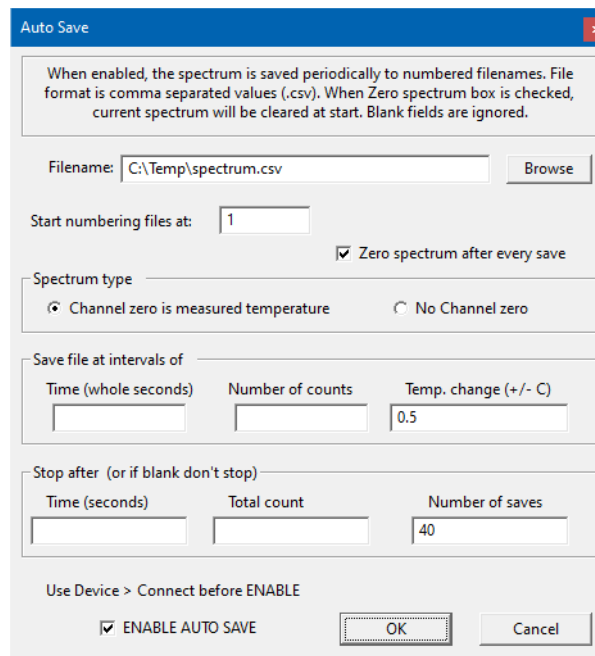 Auto Save
When enabled, the spectrum is saved periodically to numbered filenames. File
format is comma separated values (.csv). When Zero spectrum box is checked,
current spectrum will be cleared at start. Blank fields are ignored.
Filename: C:\Temp\spectrum.csv Browse
Start numbering files at: 1
Zero spectrum after every save
Spectrum type
Channel zero is measured temperature No Channel zero
Save file at intervals of
Time (whole seconds) Number of counts Temp. change (+/- C)
0.5
Stop after (or if blank don't stop)
Time (seconds) Total count Number of saves
40
Use Device > Connect before ENABLE
ENABLE AUTO SAVE OK Cancel